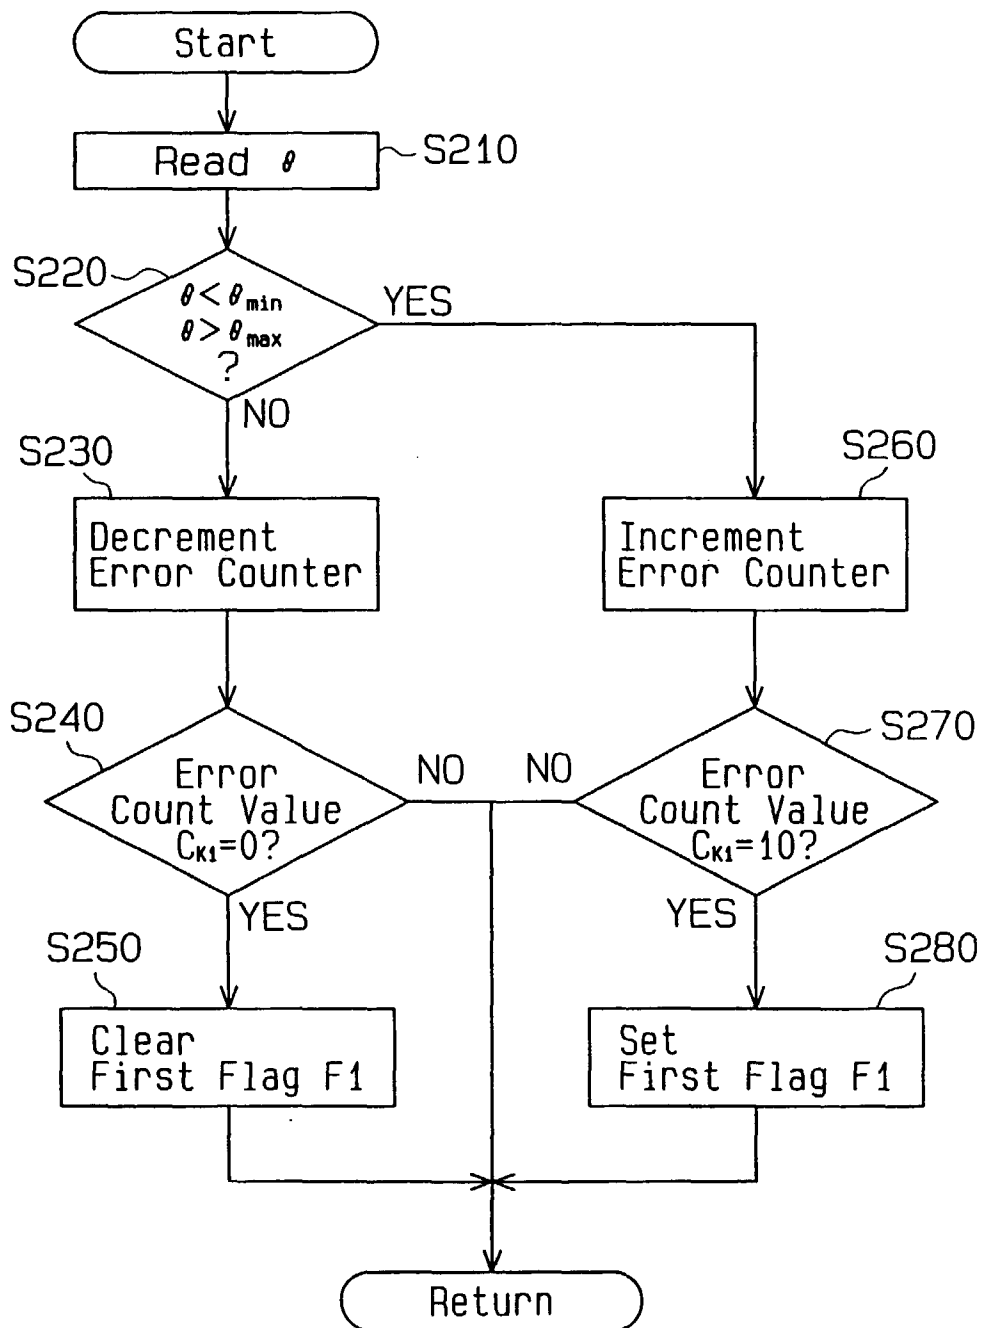 Start
Read θ
S210
S220
θ<θmin
θ>θmax
?
YES
NO
S230
Decrement
Error Counter
S260
Increment
Error Counter
S240
Error
Count Value
CK1=0?
NO
NO
S270
Error
Count Value
CK1=10?
YES
YES
S250
Clear
First Flag F1
S280
Set
First Flag F1
Return